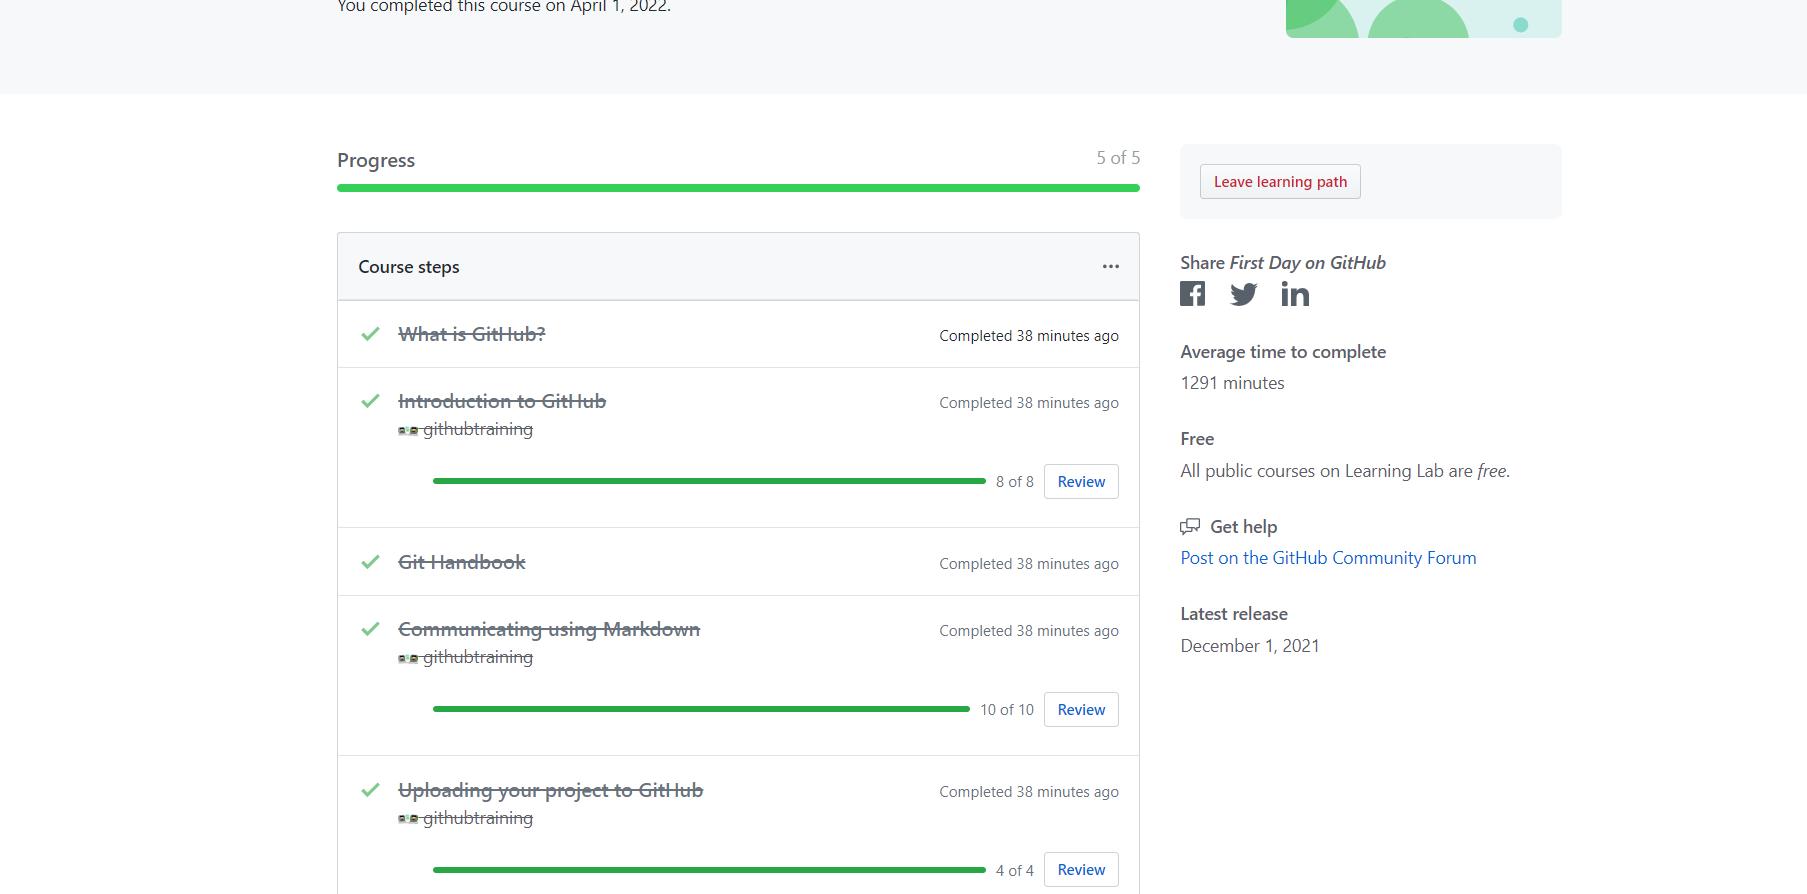 You completed this course on April 1, 2022.
Progress
5 of 5
Course steps
What is GitHub?
Completed 38 minutes ago
Introduction to GitHub
Completed 38 minutes ago
githubtraining
8 of 8
Review
Git Handbook
Completed 38 minutes ago
Communicating using Markdown
Completed 38 minutes ago
githubtraining
10 of 10
Review
Uploading your project to GitHub
Completed 38 minutes ago
githubtraining
4 of 4
Review
Leave learning path
Share First Day on GitHub
Average time to complete
1291 minutes
Free
All public courses on Learning Lab are free.
Get help
Post on the GitHub Community Forum
Latest release
December 1, 2021